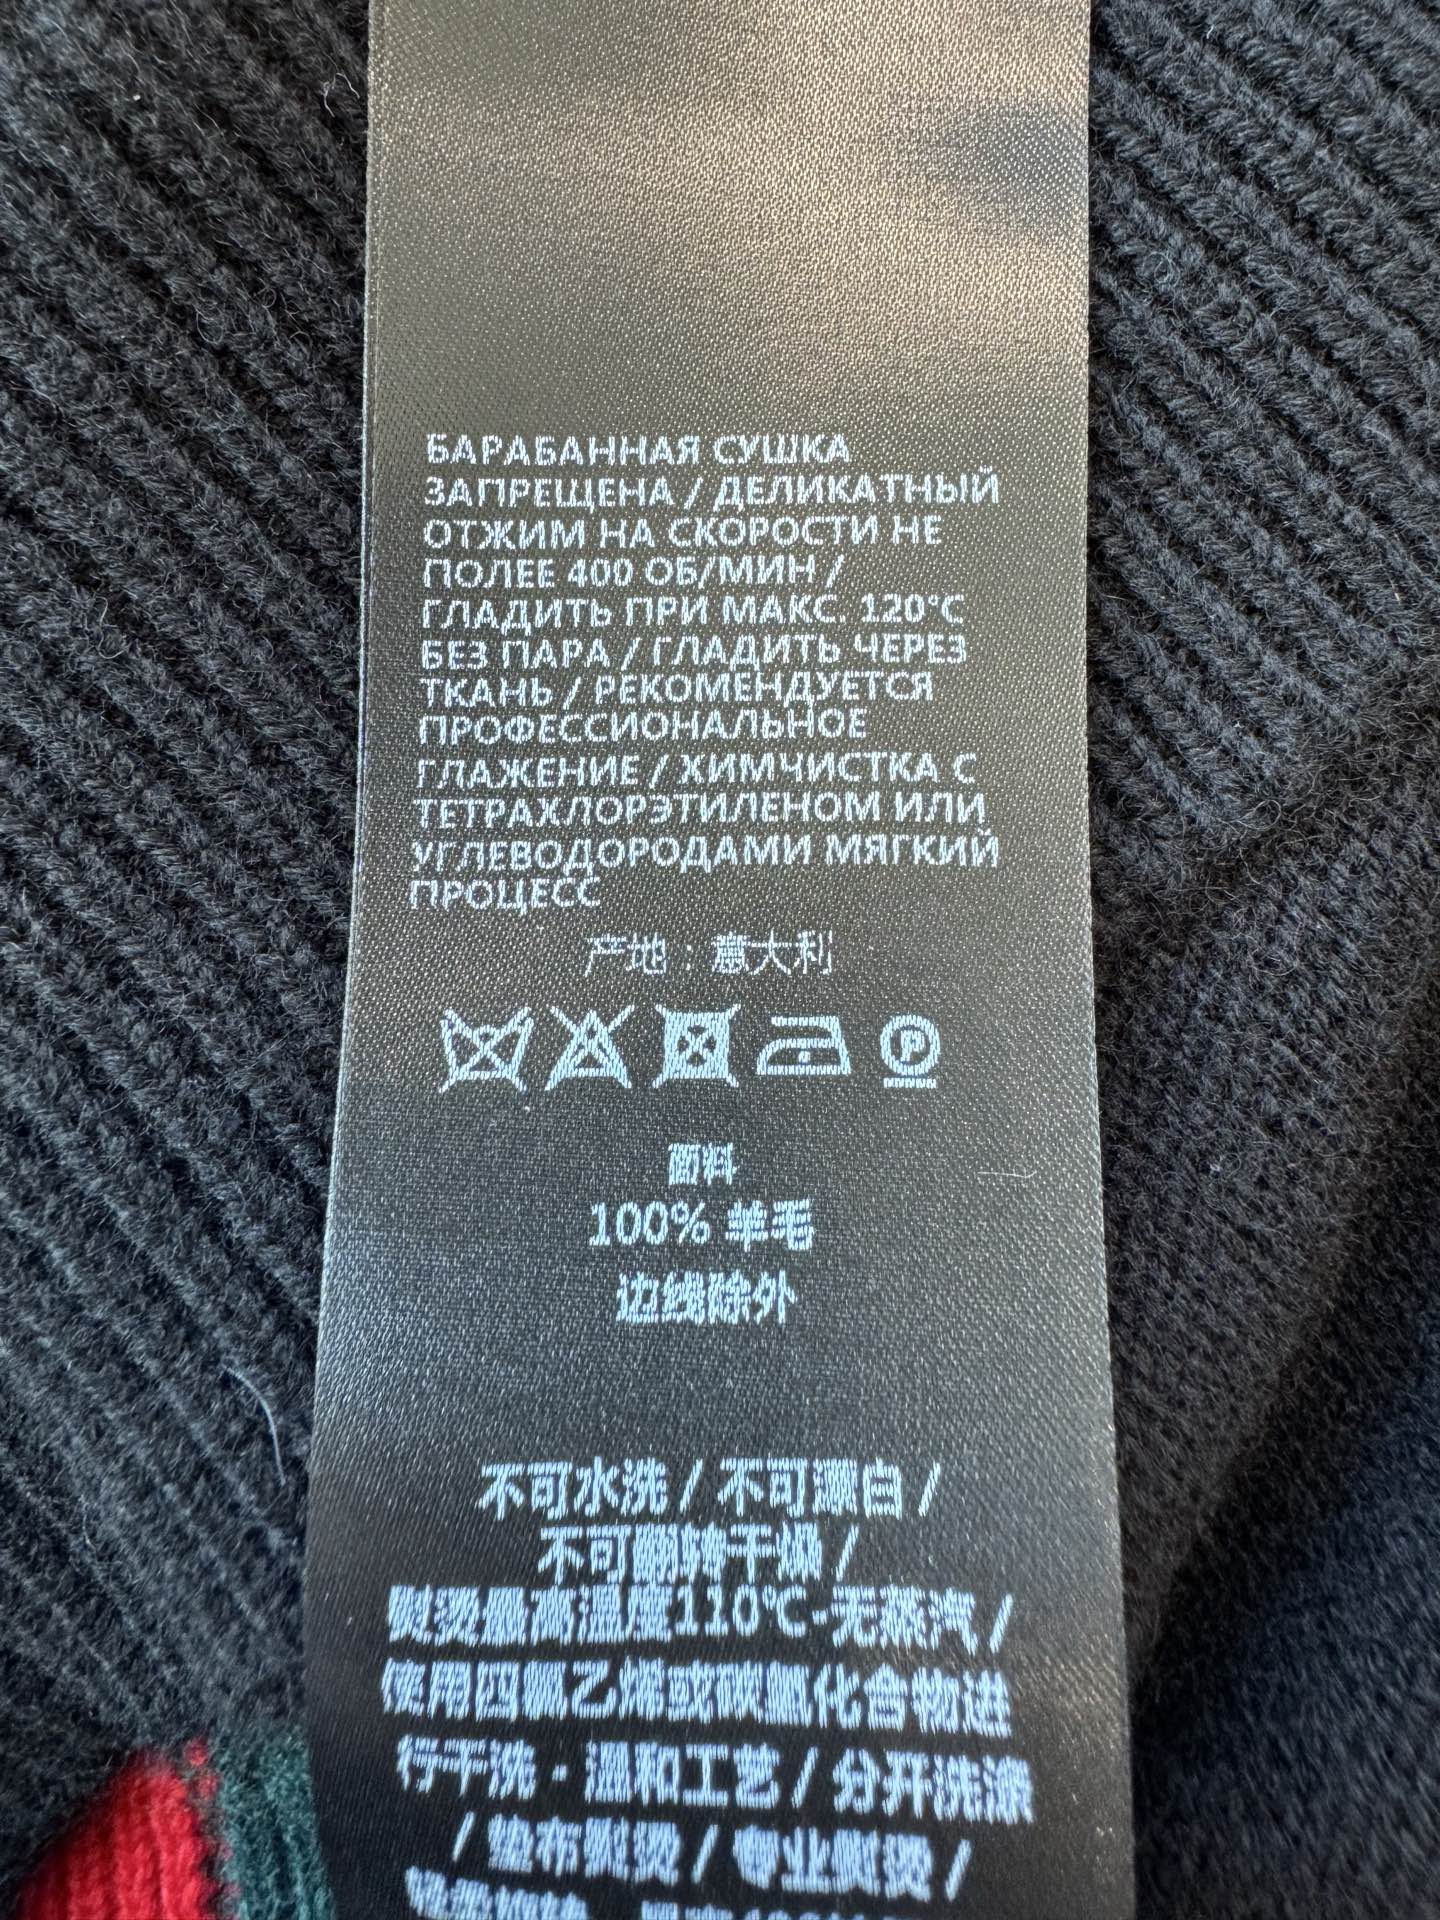 БАРАБАННАЯ СУШКА
ЗАПРЕЩЕНА / ДЕЛИКАТНЫЙ
ОТЖИМ НА СКОРОСТИ НЕ
ПОЛЕЕ 400 ОБ/МИН /
ГЛАДИТЬ ПРИ МАКС. 120°C
БЕЗ ПАРА / ГЛАДИТЬ ЧЕРЕЗ
ТКАНЬ / РЕКОМЕНДУЕТСЯ
ПРОФЕССИОНАЛЬНОЕ
ГЛАЖЕНИЕ / ХИМЧИСТКА С
ТЕТРАХЛОРЭТИЛЕНОМ ИЛИ
УГЛЕВОДОРОДАМИ МЯГКИЙ
ПРОЦЕСС
产地：意大利
P
面料
100% 羊毛
边线除外
不可水洗 / 不可漂白 /
不可翻转干燥 /
熨烫最高温度110℃-无蒸汽 /
使用四氯乙烯或碳氢化合物进
行干洗 - 温和工艺 / 分开洗涤
/ 垫布熨烫 / 专业熨烫 /